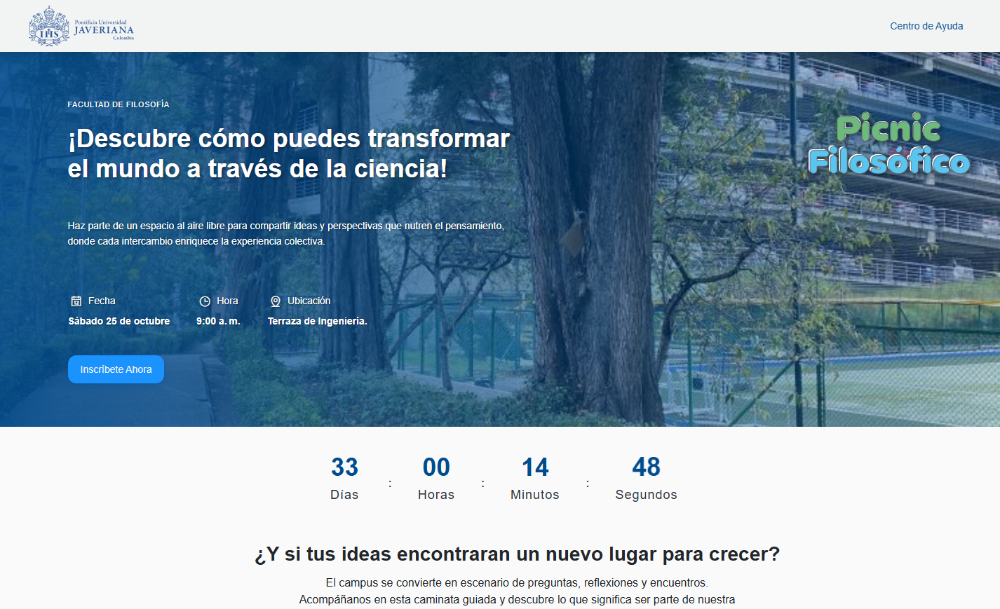 Pontificia Universidad
JAVERIANA
Colombia
IHS
Centro de Ayuda
FACULTAD DE FILOSOFÍA
¡Descubre cómo puedes transformar
el mundo a través de la ciencia!
Picnic
Filosófico
Haz parte de un espacio al aire libre para compartir ideas y perspectivas que nutren el pensamiento,
donde cada intercambio enriquece la experiencia colectiva.
Fecha Hora Ubicación
Sábado 25 de octubre 9:00 a. m. Terraza de Ingeniería.
Inscríbete Ahora
33 : 00 : 14 : 48
Días Horas Minutos Segundos
¿Y si tus ideas encontraran un nuevo lugar para crecer?
El campus se convierte en escenario de preguntas, reflexiones y encuentros.
Acompáñanos en esta caminata guiada y descubre lo que significa ser parte de nuestra